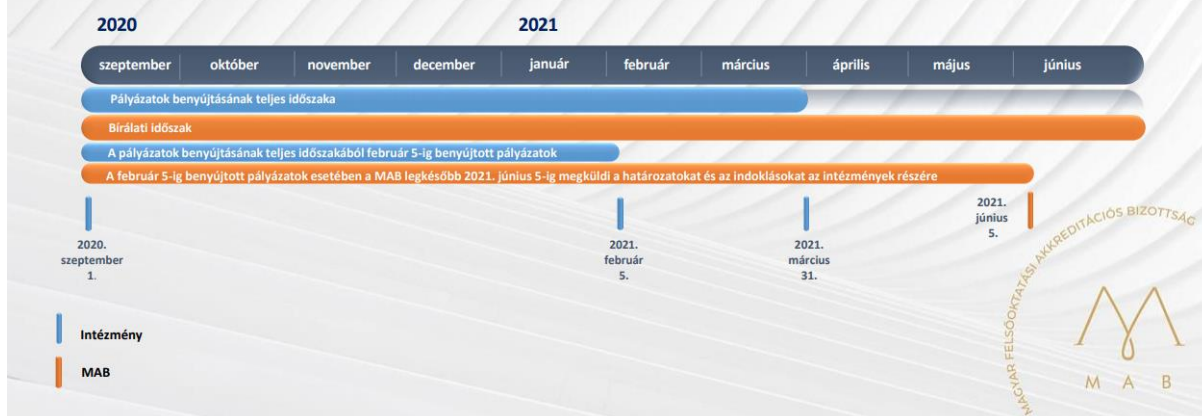 2020
2021
szeptember
október
november
december
január
február
március
április
május
június
Pályázatok benyújtásának teljes időszaka
Bírálati időszak
A pályázatok benyújtásának teljes időszakából február 5-ig benyújtott pályázatok
A február 5-ig benyújtott pályázatok esetében a MAB legkésőbb 2021. június 5-ig megküldi a határozatokat és az indoklásokat az intézmények részére
2020.
szeptember
1.
2021.
február
5.
2021.
március
31.
2021.
június
5.
Intézmény
MAB
MAGYAR FELSŐOKTATÁSI AKKREDITÁCIÓS BIZOTTSÁG
M A B